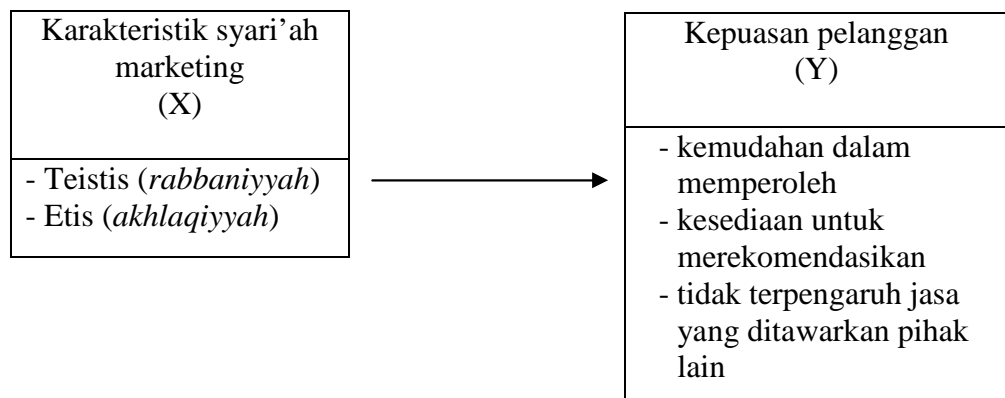 Karakteristik syari’ah
marketing
(X)
- Teistis (rabbaniyyah)
- Etis (akhlaqiyyah)
Kepuasan pelanggan
(Y)
- kemudahan dalam
memperoleh
- kesediaan untuk
merekomendasikan
- tidak terpengaruh jasa
yang ditawarkan pihak
lain